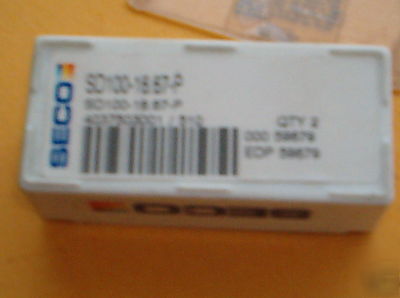 SECO
SD100-16.67-P
SD100-16.67-P
QTY 2
000 59679
EDP 59679